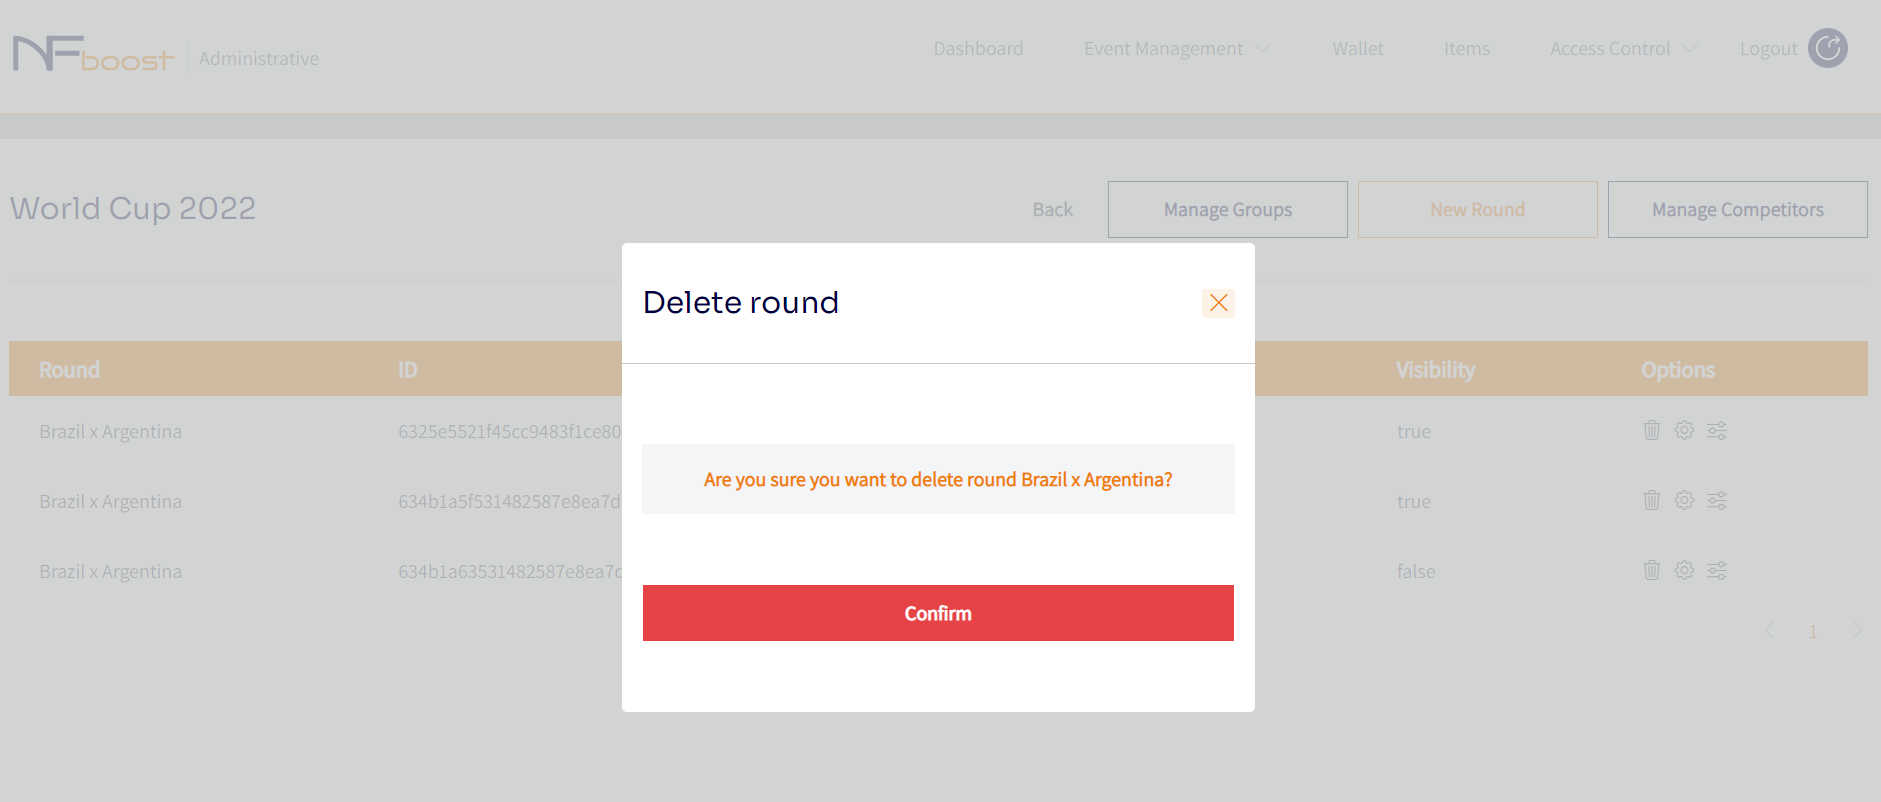 NFboost
Administrative
Dashboard
Event Management
Wallet
Items
Access Control
Logout
World Cup 2022
Back
Manage Groups
New Round
Manage Competitors
Delete round
Round
ID
Visibility
Options
Brazil x Argentina
6325e5521f45cc9483f1ce80
true
Are you sure you want to delete round Brazil x Argentina?
Brazil x Argentina
634b1a5f531482587e8ea7d
true
Brazil x Argentina
634b1a63531482587e8ea7c
false
Confirm
1